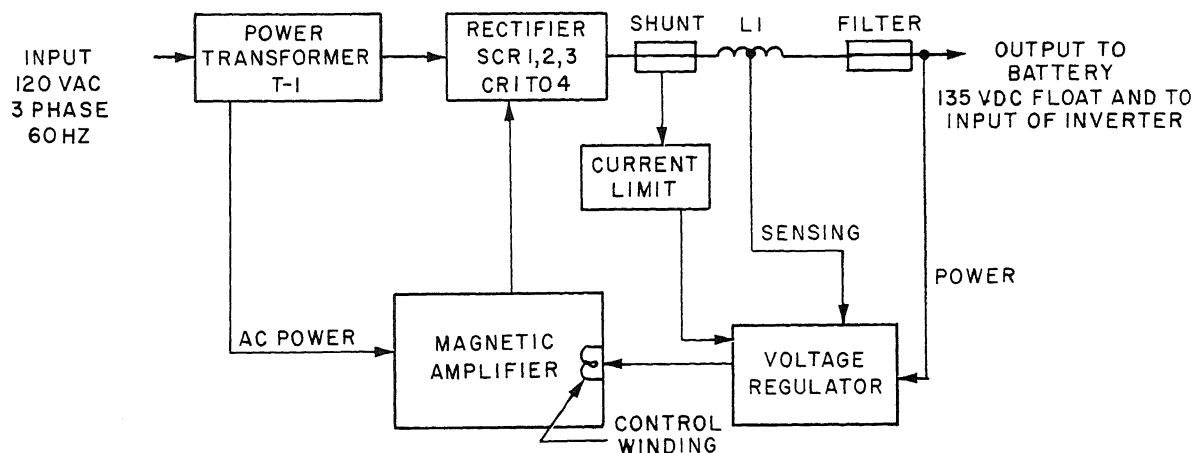 INPUT
120 VAC
3 PHASE
60 HZ
POWER
TRANSFORMER
T-1
RECTIFIER
SCR 1, 2, 3
CR1 TO 4
SHUNT
L1
FILTER
OUTPUT TO
BATTERY
135 VDC FLOAT AND TO
INPUT OF INVERTER
CURRENT
LIMIT
SENSING
POWER
AC POWER
MAGNETIC
AMPLIFIER
VOLTAGE
REGULATOR
CONTROL
WINDING